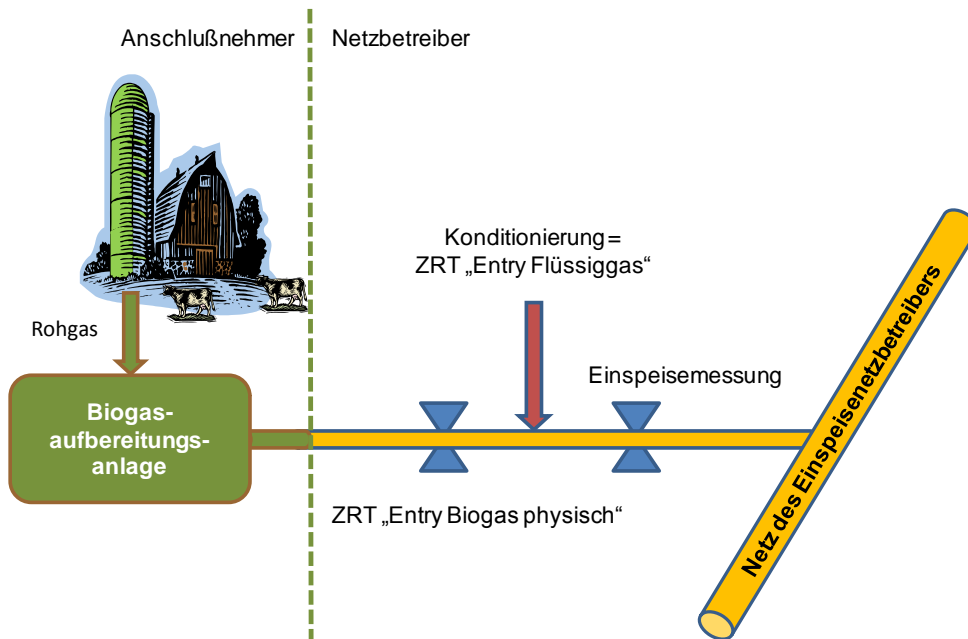 Anschlußnehmer
Netzbetreiber
Konditionierung =
ZRT „Entry Flüssiggas“
Rohgas
Einspeisemessung
Biogas-
aufbereitungs-
anlage
ZRT „Entry Biogas physisch“
Netz des Einspeisenetzbetreibers